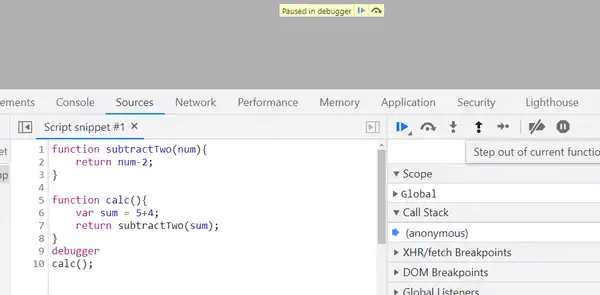 Paused in debugger
ements Console Sources Network Performance Memory Application Security Lighthouse
Script snippet #1 ×
et
pp
1 function subtractTwo(num){
2 return num-2;
3 }
4
5 function calc(){
6 var sum = 5+4;
7 return subtractTwo(sum);
8 }
9 debugger
10 calc();
Step out of current functio
Scope
Global
Call Stack
(anonymous)
XHR/fetch Breakpoints
DOM Breakpoints
Global Listeners